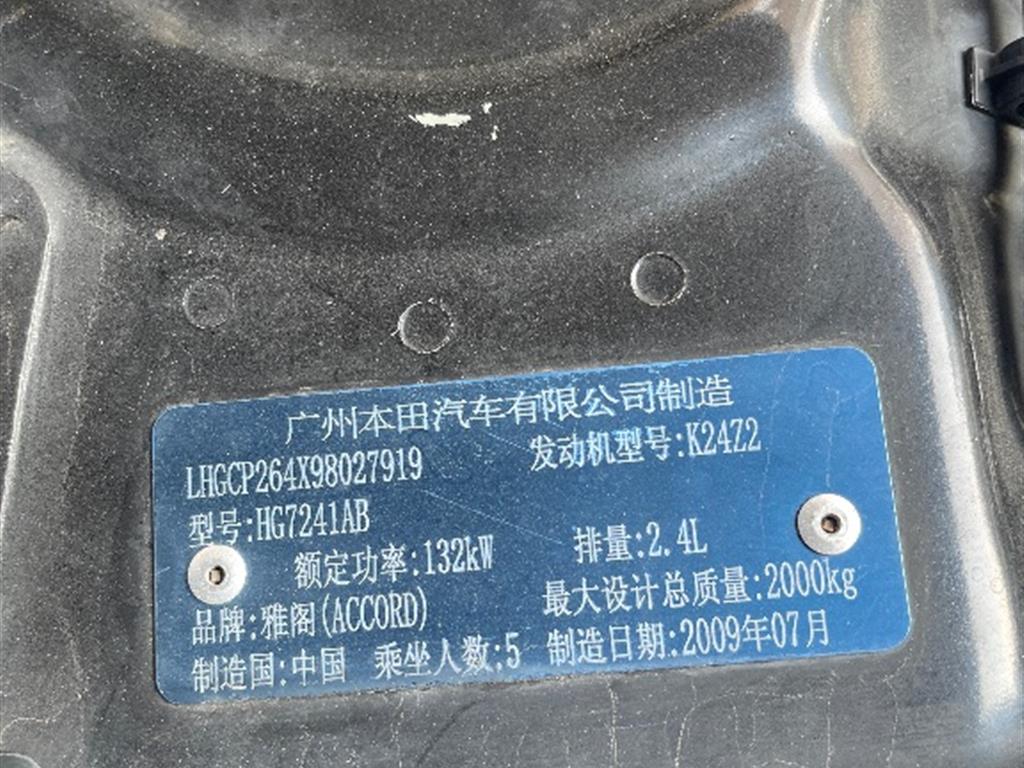 广州本田汽车有限公司制造
LHGCP264X98027919 发动机型号:K24Z2
型号:HG7241AB
额定功率:132kW 排量:2.4L
品牌:雅阁(ACCORD) 最大设计总质量:2000kg
制造国:中国 乘坐人数:5 制造日期:2009年07月